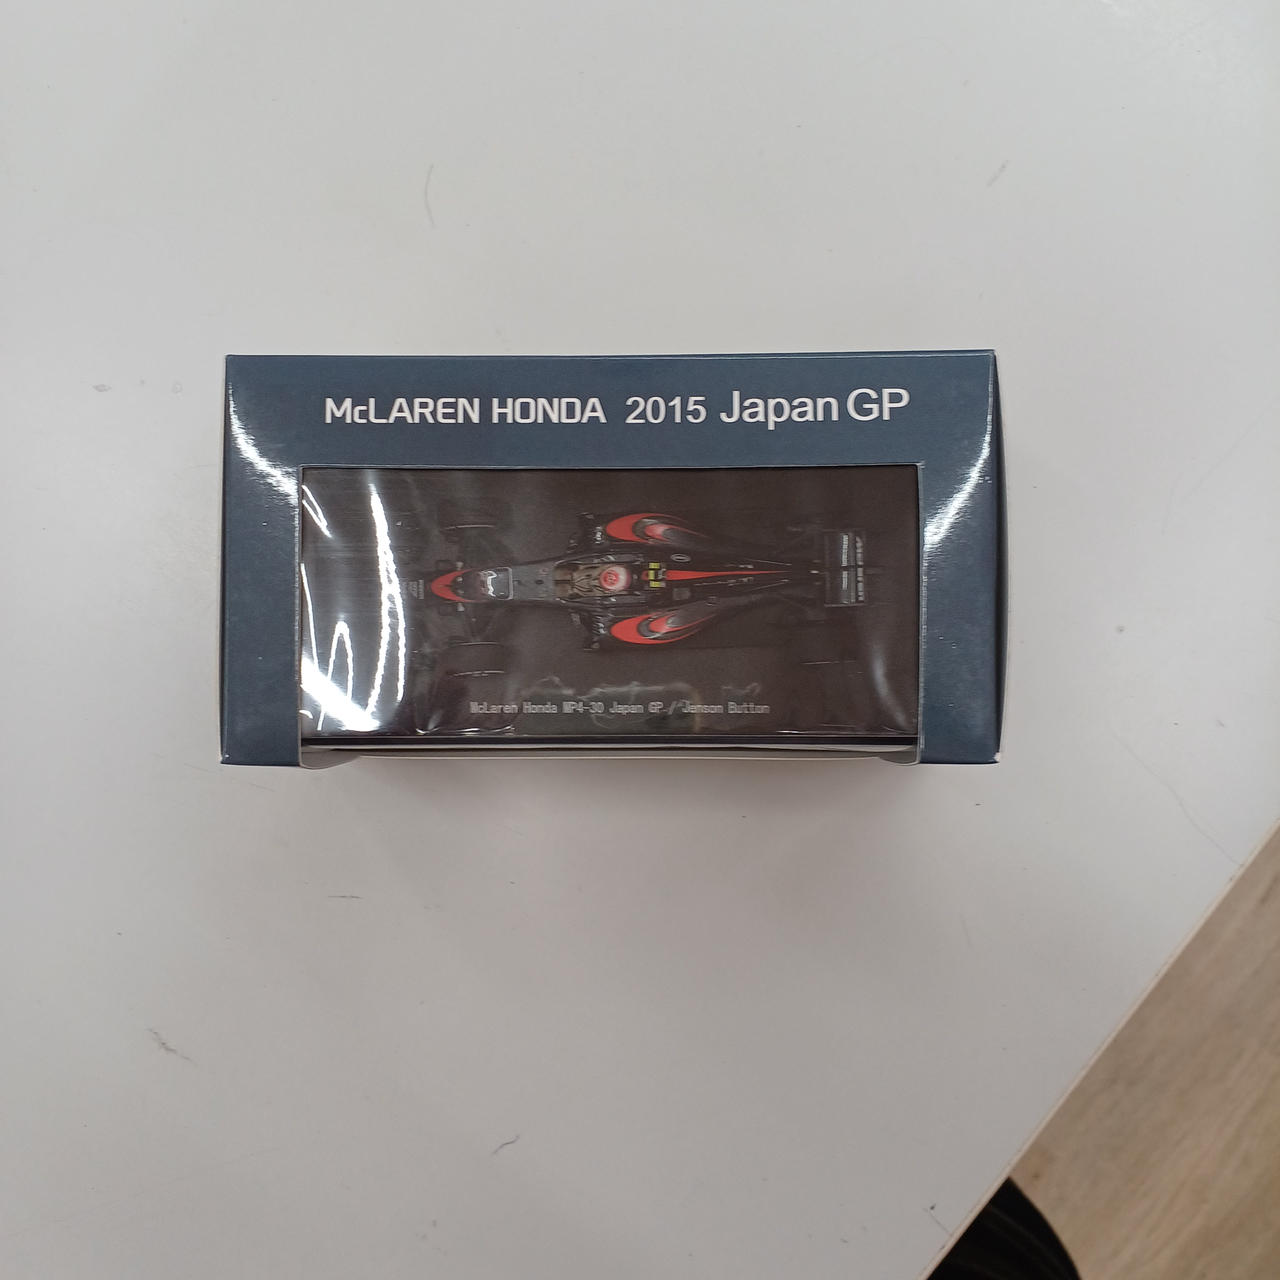 McLAREN HONDA 2015 Japan GP
McLaren Honda MP4-30 Japan GP / Jenson Button